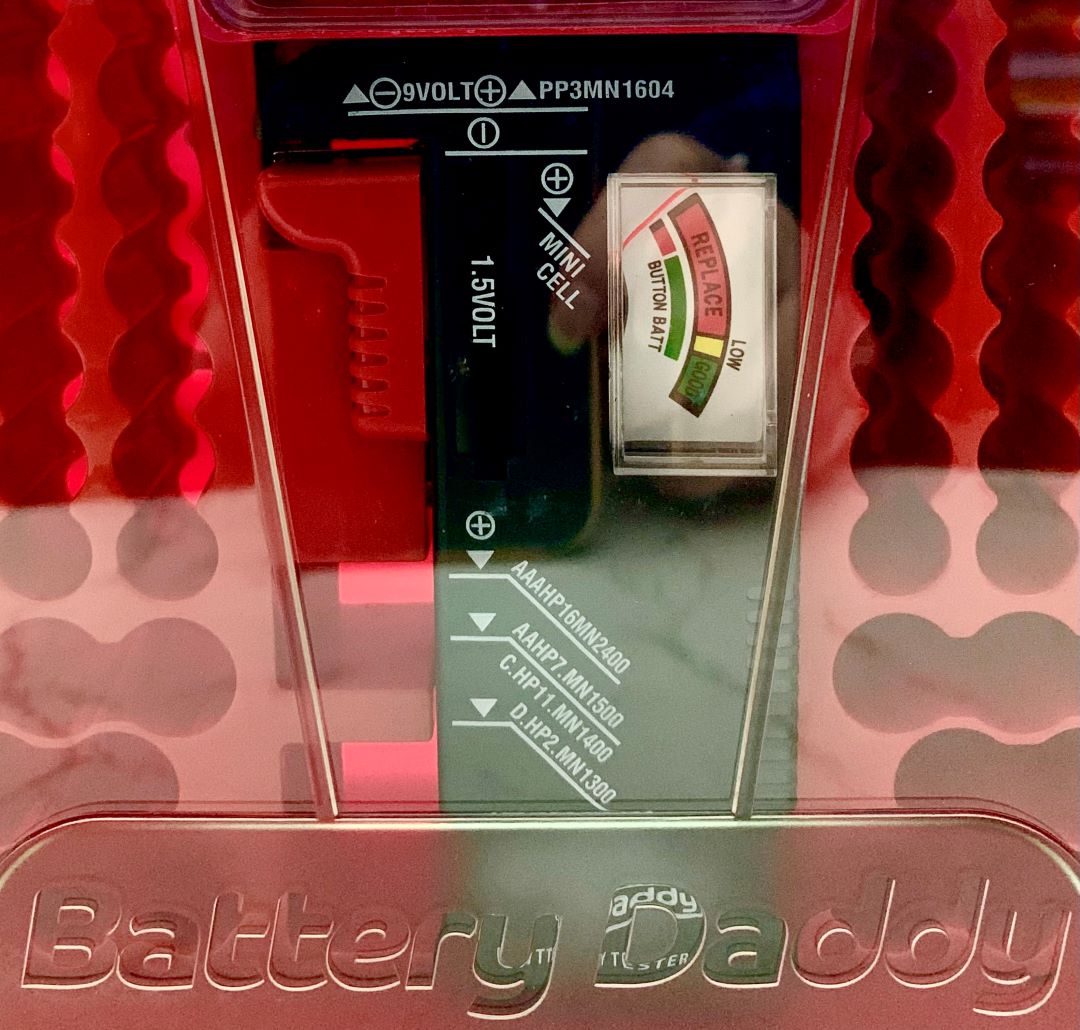 ⊖9VOLT⊕ PP3MN1604
MINI
CELL
1.5VOLT
REPLACE
LOW
GOOD
BUTTON BATT
AAAHP16MN2400
AAHP7.MN1500
C.HP11.MN1400
D.HP2.MN1300
Battery Daddy